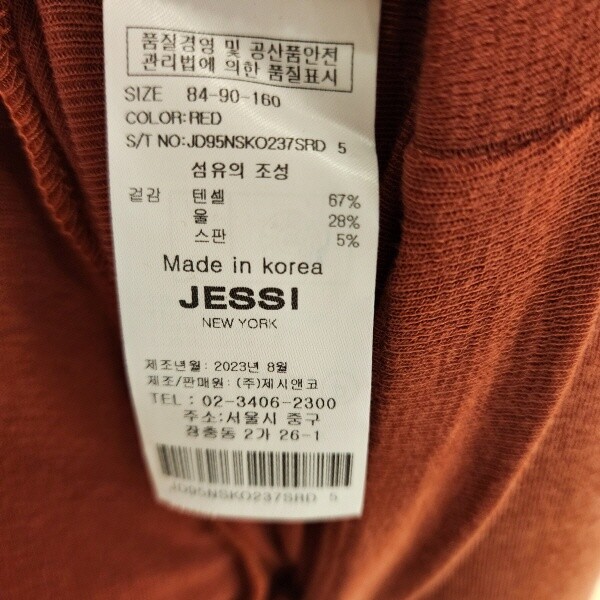 품질경영 및 공산품안전
관리법에 의한 품질표시
SIZE 84-90-160
COLOR:RED
S/T NO:JD95NSKO237SRD 5
섬유의 조성
겉감 텐셀 67%
울 28%
스판 5%
Made in korea
JESSI
NEW YORK
제조년월: 2023년 8월
제조/판매원: (주)제시앤코
TEL: 02-3406-2300
주소:서울시 중구
장충동 2가 26-1
JD95NSKO237SRD 5